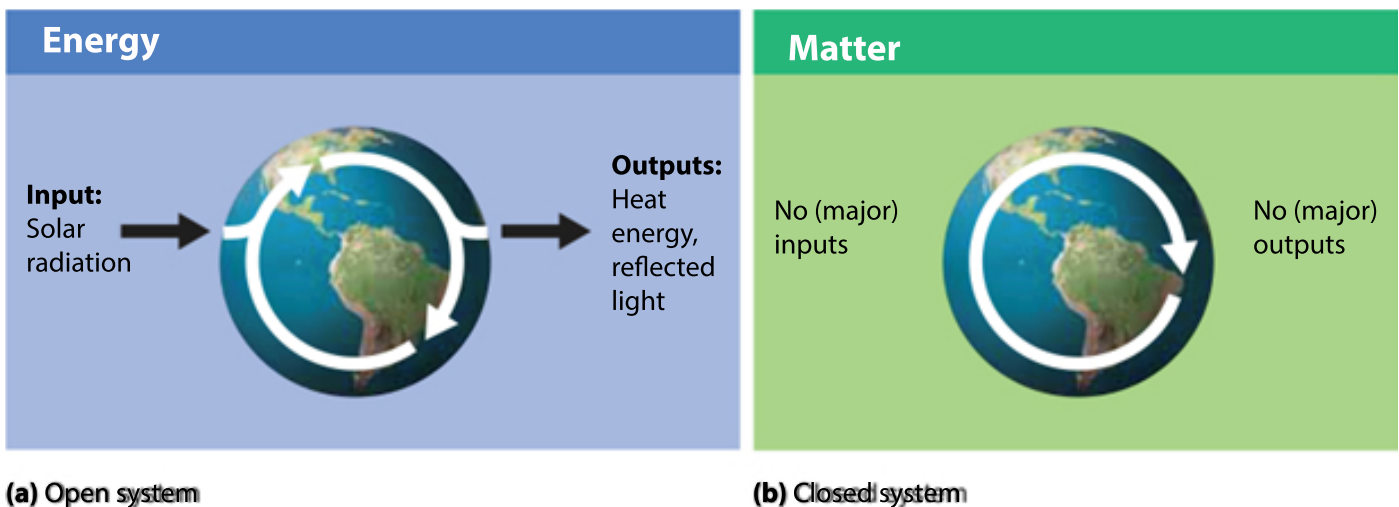 Energy
Input:
Solar
radiation
Outputs:
Heat
energy,
reflected
light
(a) Open system
Matter
No (major)
inputs
No (major)
outputs
(b) Closed system